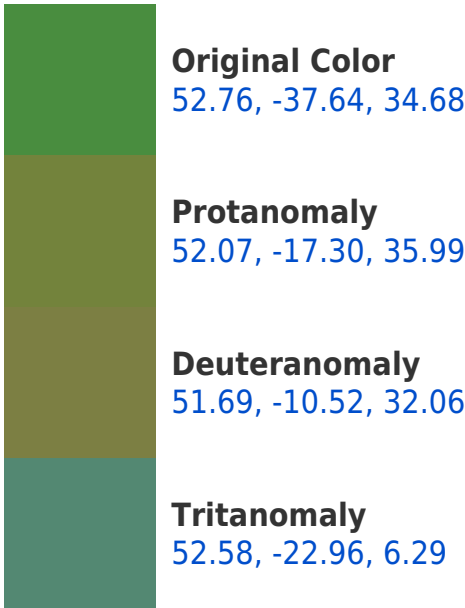 Original Color
52.76, -37.64, 34.68
Protanomaly
52.07, -17.30, 35.99
Deuteranomaly
51.69, -10.52, 32.06
Tritanomaly
52.58, -22.96, 6.29